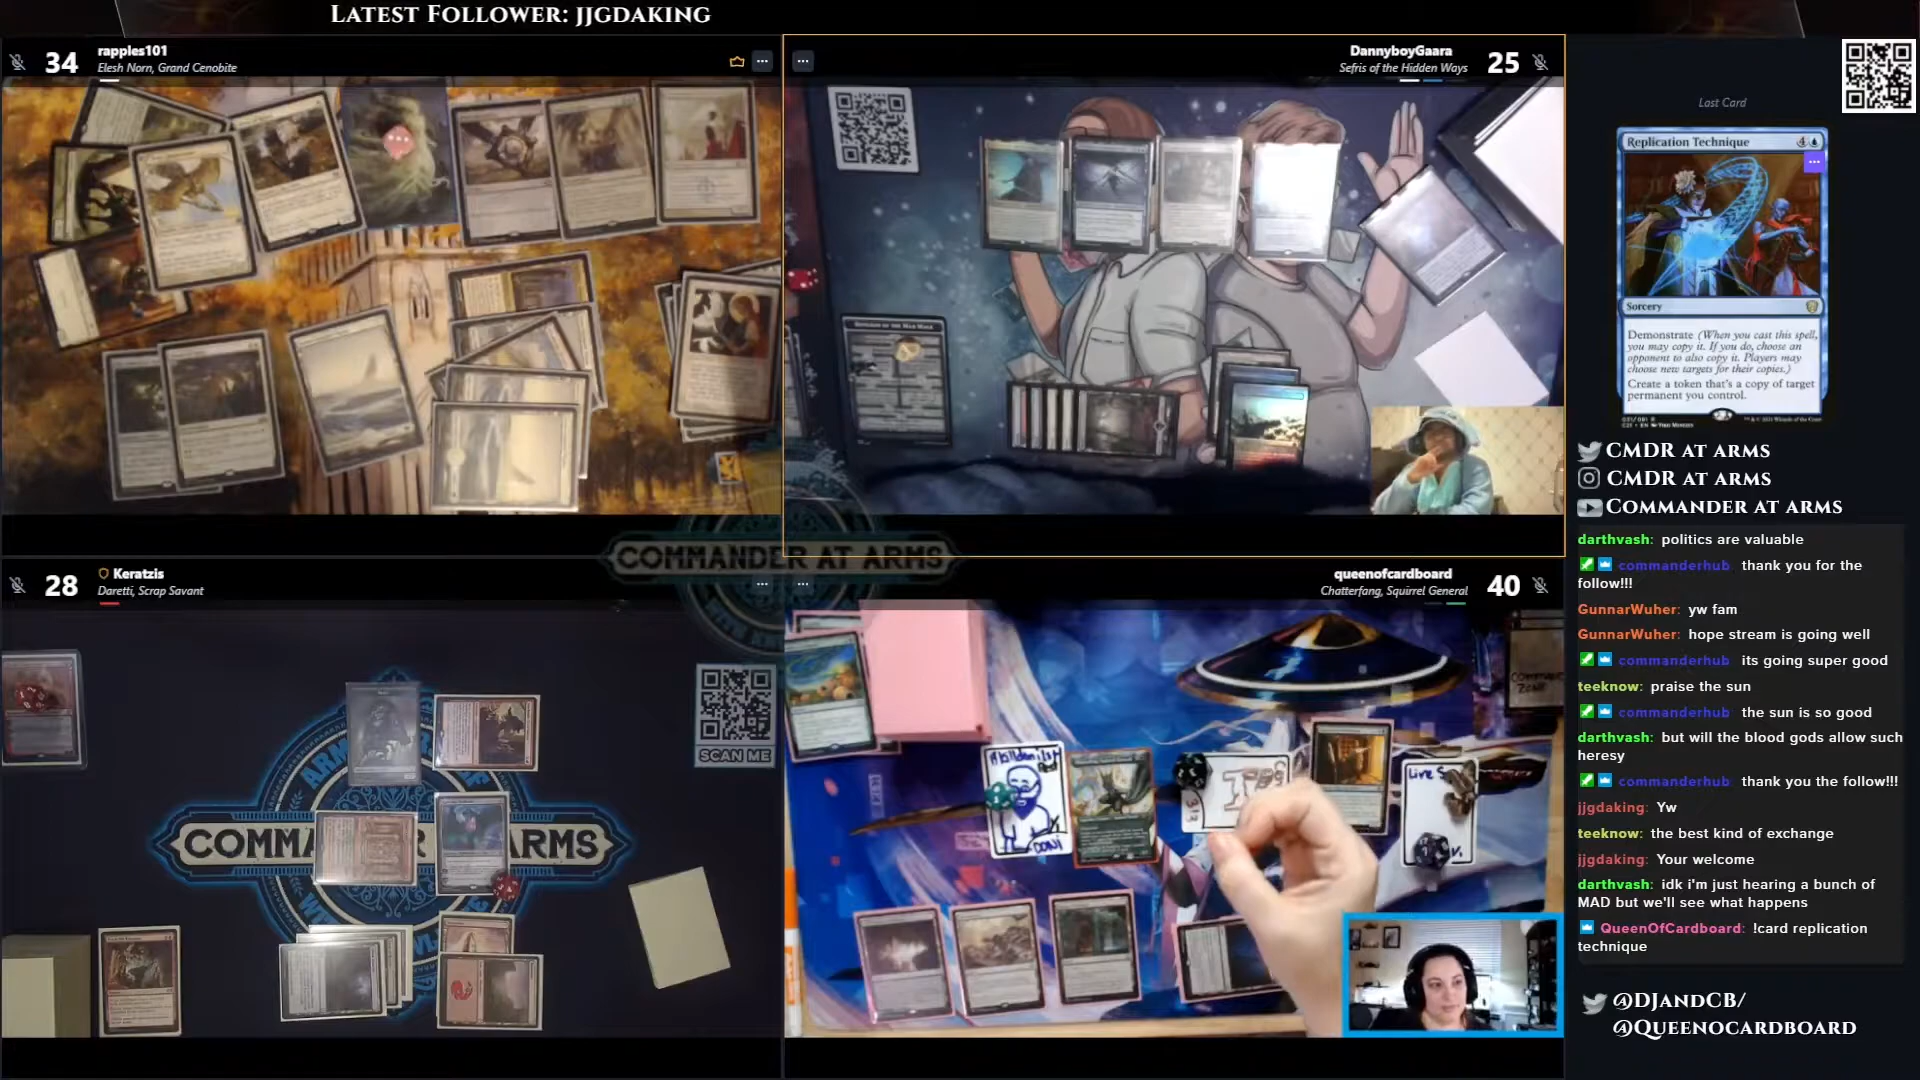 LATEST FOLLOWER: JJGDAKING
34
rapples101
Elesh Norn, Grand Cenobite
DannyboyGaara
Sefris of the Hidden Ways
25
Last Card
Replication Technique
4
Sorcery
Demonstrate (When you cast this spell,
you may copy it. If you do, choose an
opponent to also copy it. Players may
choose new targets for their copies.)
Create a token that's a copy of target
permanent you control.
CMDR AT ARMS
CMDR AT ARMS
COMMANDER AT ARMS
COMMANDER AT ARMS
28
Keratzis
Daretti, Scrap Savant
queenofcardboard
Chatterfang, Squirrel General
40
darthvash: politics are valuable
commanderhub: thank you for the
follow!!!
GunnarWuher: yw fam
GunnarWuher: hope stream is going well
commanderhub: its going super good
teeknow: praise the sun
commanderhub: the sun is so good
darthvash: but will the blood gods allow such
heresy
commanderhub: thank you the follow!!!
jjgdaking: Yw
teeknow: the best kind of exchange
jjgdaking: Your welcome
darthvash: idk i'm just hearing a bunch of
MAD but we'll see what happens
QueenOfCardboard: !card replication
technique
SCAN ME
COMMA
ARMS
@DJANDCB/
@QUEENOCARDBOARD